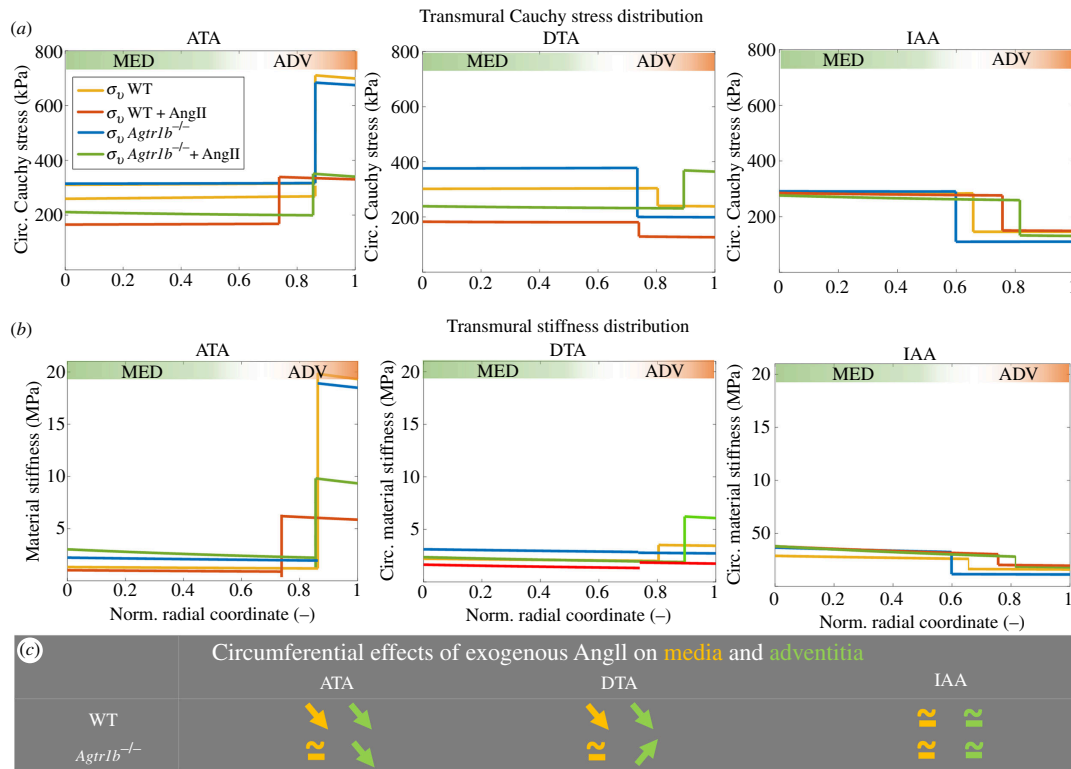 (a)
Transmural Cauchy stress distribution
ATA
DTA
IAA
800
600
400
200
0
0.2
0.4
0.6
0.8
1
Circ. Cauchy stress (kPa)
MED
ADV
συ WT
συ WT + AngII
συ Agtr1b−/−
συ Agtr1b−/− + AngII
800
600
400
200
0
0.2
0.4
0.6
0.8
1
Circ. Cauchy stress (kPa)
MED
ADV
800
600
400
200
0
0.2
0.4
0.6
0.8
1
Circ. Cauchy stress (kPa)
MED
ADV
(b)
Transmural stiffness distribution
ATA
DTA
IAA
20
15
10
5
0
0.2
0.4
0.6
0.8
1
Material stiffness (MPa)
Norm. radial coordinate (–)
MED
ADV
20
15
10
5
0
0.2
0.4
0.6
0.8
1
Circ. material stiffness (MPa)
Norm. radial coordinate (–)
MED
ADV
20
15
10
50
0
0.2
0.4
0.6
0.8
1
Circ. material stiffness (MPa)
Norm. radial coordinate (–)
MED
ADV
(c)
Circumferential effects of exogenous AngII on media and adventitia
ATA
DTA
IAA
WT
Agtr1b−/−